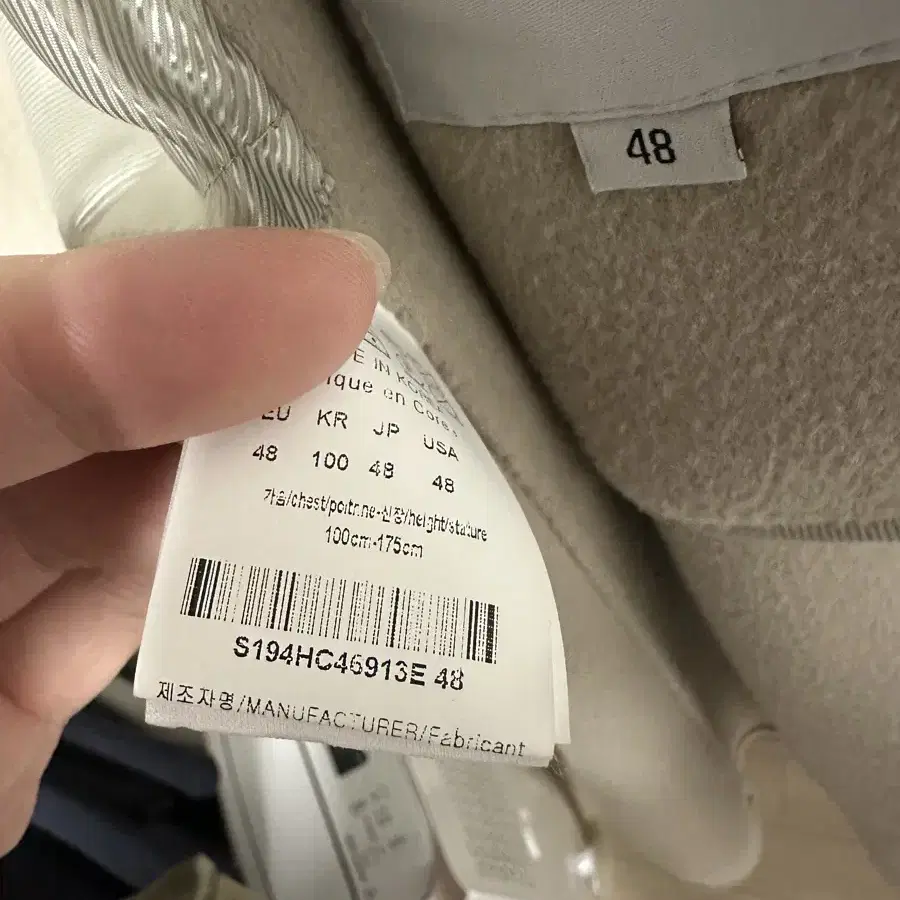 48
E IN KOREA
ique en Corée
EU KR JP USA
48 100 48 48
가슴/chest/poitrine-신장/height/stature
100cm-175cm
S194HC46913E 48
제조자명/MANUFACTURER/Fabricant